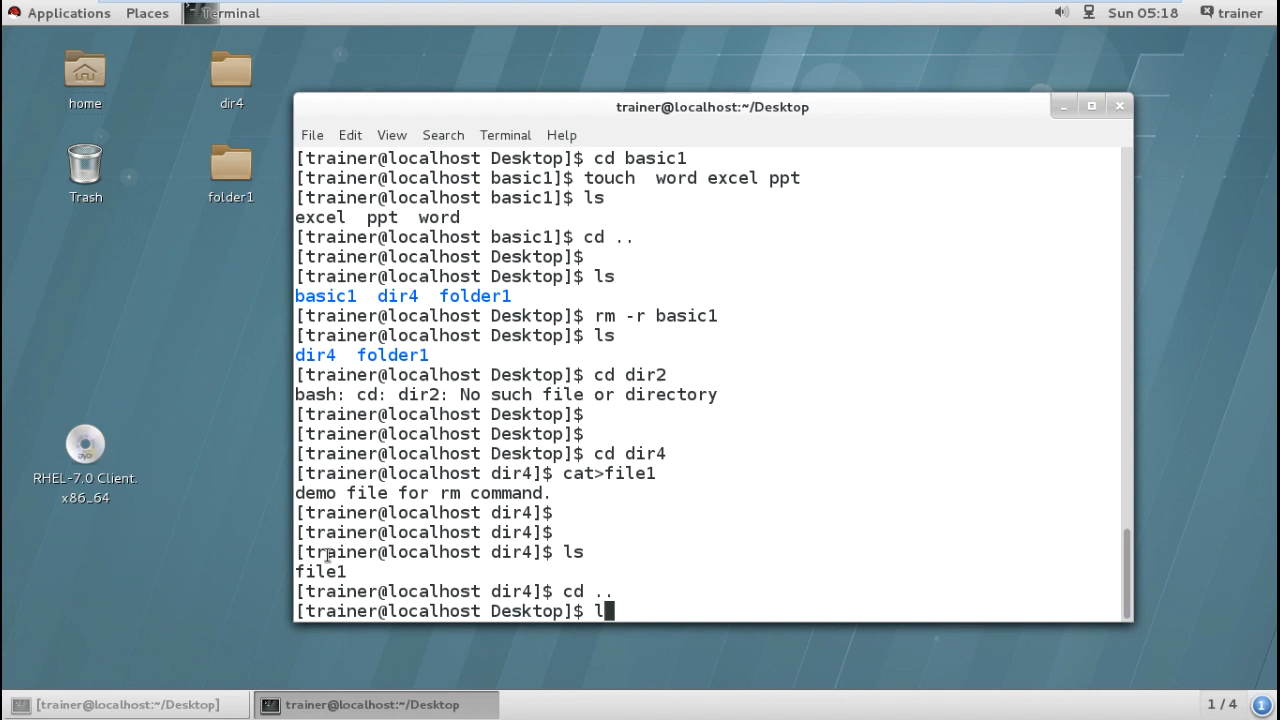 Applications Places Terminal Sun 05:18 trainer
home dir4
Trash folder1
RHEL-7.0 Client.
x86_64
trainer@localhost:~/Desktop
File Edit View Search Terminal Help
[trainer@localhost Desktop]$ cd basic1
[trainer@localhost basic1]$ touch  word excel ppt
[trainer@localhost basic1]$ ls
excel  ppt  word
[trainer@localhost basic1]$ cd ..
[trainer@localhost Desktop]$
[trainer@localhost Desktop]$ ls
basic1  dir4  folder1
[trainer@localhost Desktop]$ rm -r basic1
[trainer@localhost Desktop]$ ls
dir4  folder1
[trainer@localhost Desktop]$ cd dir2
bash: cd: dir2: No such file or directory
[trainer@localhost Desktop]$
[trainer@localhost Desktop]$
[trainer@localhost Desktop]$ cd dir4
[trainer@localhost dir4]$ cat>file1
demo file for rm command.
[trainer@localhost dir4]$
[trainer@localhost dir4]$
[trainer@localhost dir4]$ ls
file1
[trainer@localhost dir4]$ cd ..
[trainer@localhost Desktop]$ l
[trainer@localhost:~/Desktop] trainer@localhost:~/Desktop 1 / 4 1